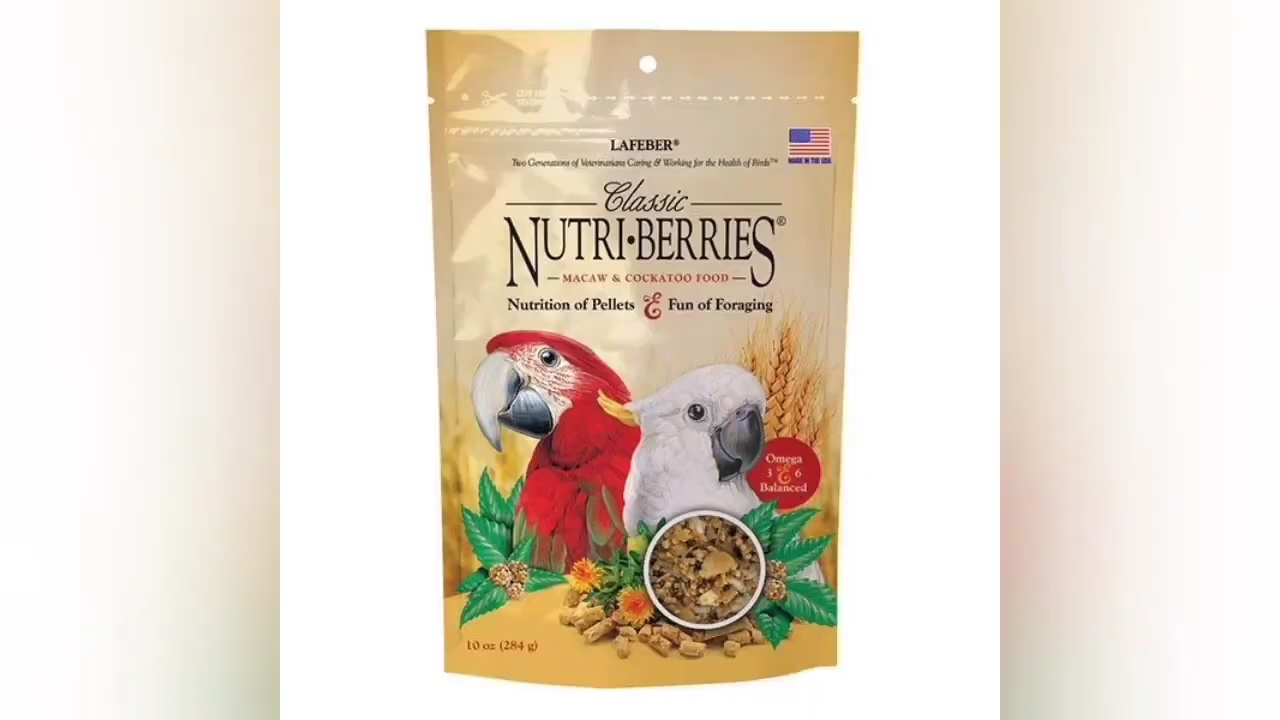 LAFEBER®
Two Generations of Veterinarians Caring & Working for the Health of Birds™
MADE IN THE USA
Classic
NUTRI•BERRIES®
MACAW & COCKATOO FOOD
Nutrition of Pellets & Fun of Foraging
Omega
3 & 6
Balanced
10 oz (284 g)